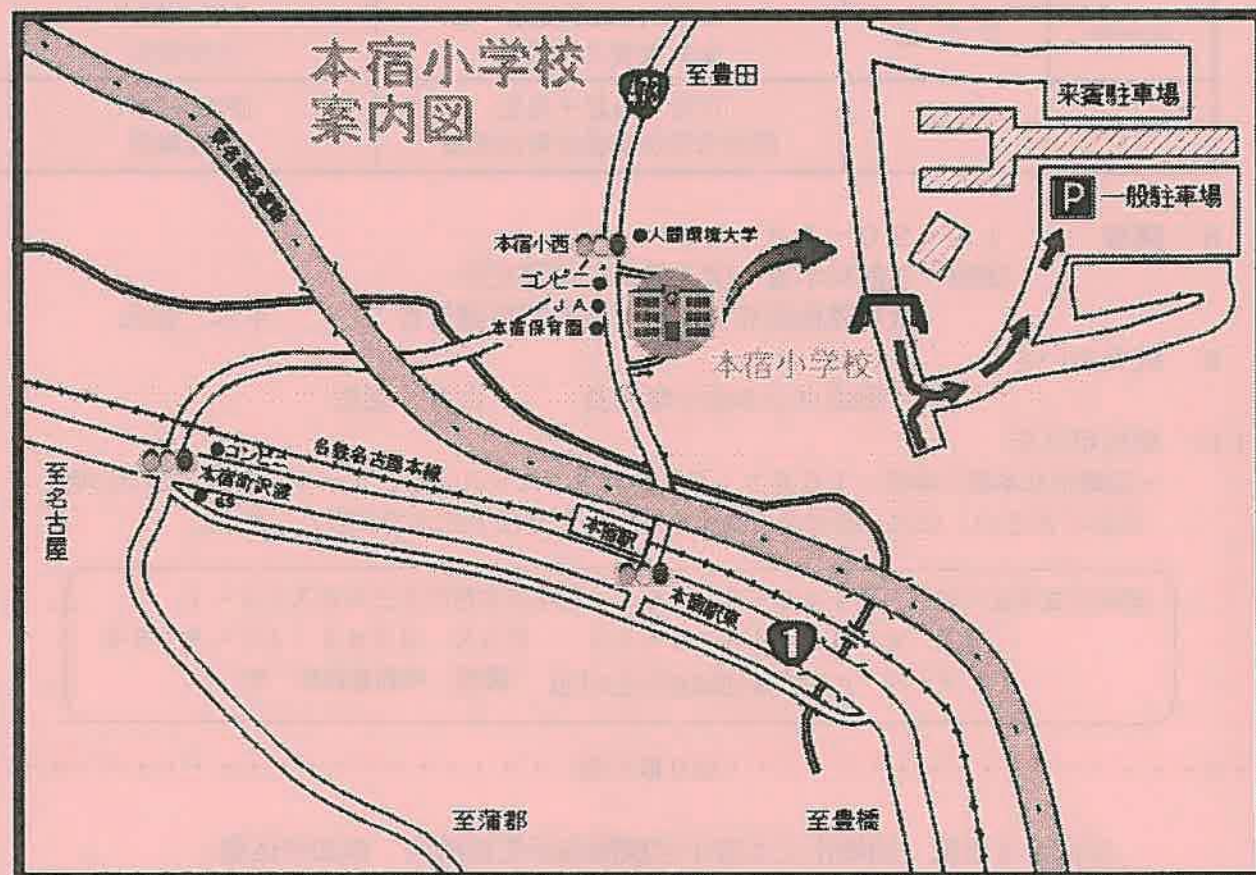 本宿小学校
案内図
473
至豊田
来賓駐車場
P 一般駐車場
東名高速道路
本宿小西
人間環境大学
コンビニ
JA
本宿保育園
本宿小学校
コンビニ
名鉄名古屋本線
本宿町沢渡
GS
至名古屋
本宿駅
本宿駅東
1
至蒲郡
至豊橋